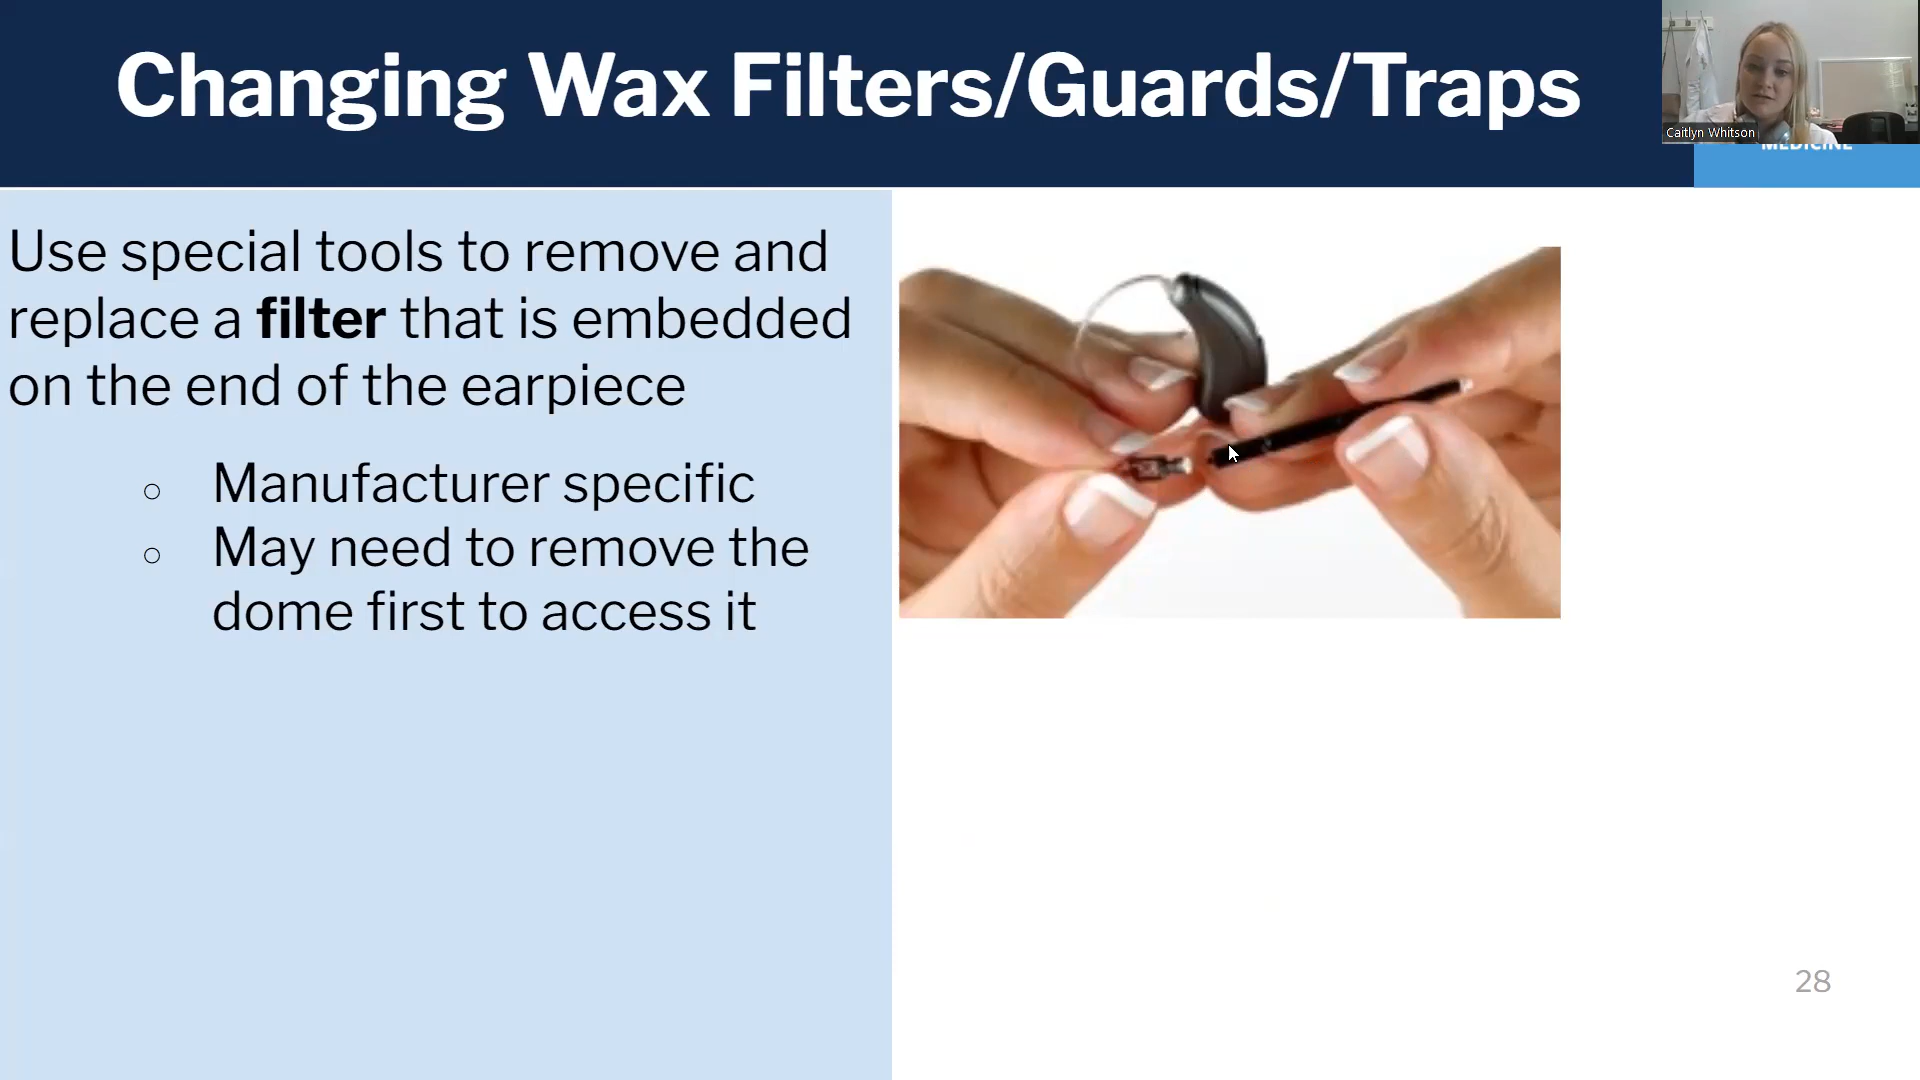 Changing Wax Filters/Guards/Traps
Caitlyn Whitson
MEDICINE
Use special tools to remove and
replace a filter that is embedded
on the end of the earpiece
○ Manufacturer specific
○ May need to remove the
dome first to access it
28